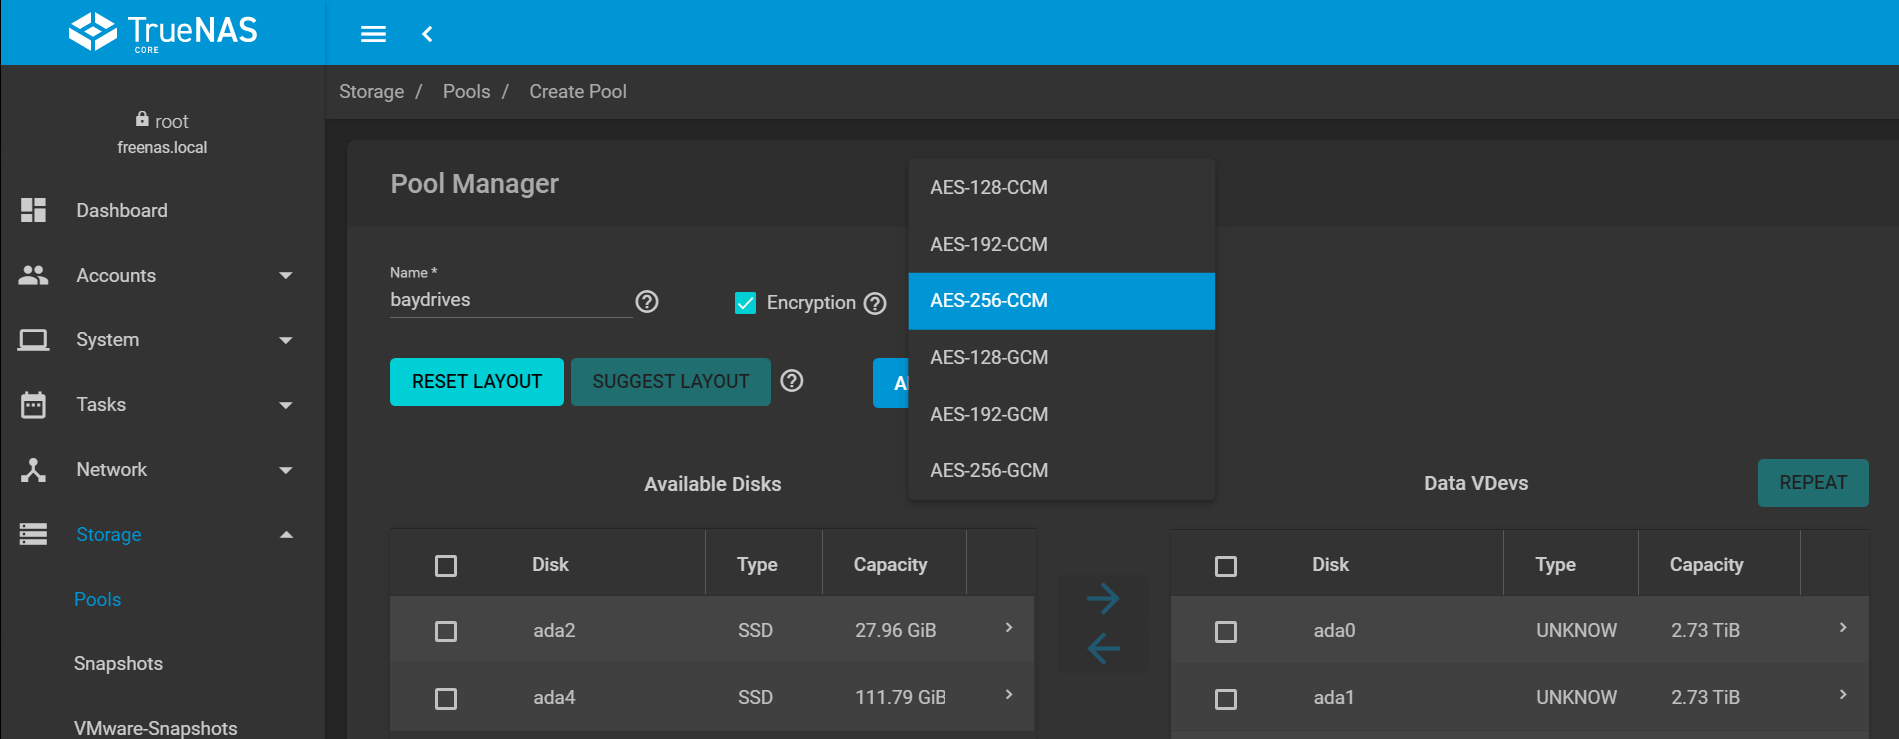 TrueNAS
CORE
Storage / Pools / Create Pool
root
freenas.local
Dashboard
Accounts
System
Tasks
Network
Storage
Pools
Snapshots
VMware-Snapshots
Pool Manager
Name *
baydrives
Encryption
AES-128-CCM
AES-192-CCM
AES-256-CCM
AES-128-GCM
AES-192-GCM
AES-256-GCM
RESET LAYOUT
SUGGEST LAYOUT
Available Disks
Disk Type Capacity
ada2 SSD 27.96 GiB
ada4 SSD 111.79 GiB
Data VDevs
REPEAT
Disk Type Capacity
ada0 UNKNOW 2.73 TiB
ada1 UNKNOW 2.73 TiB